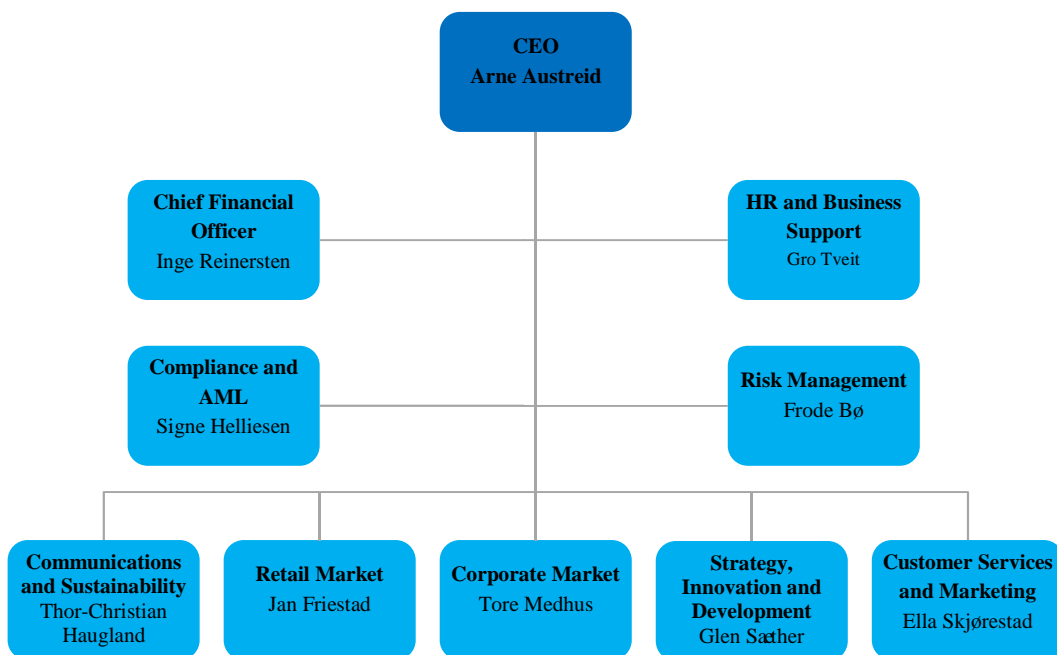 CEO
Arne Austreid
Chief Financial
Officer
Inge Reinersten
HR and Business
Support
Gro Tveit
Compliance and
AML
Signe Helliesen
Risk Management
Frode Bø
Communications
and Sustainability
Thor-Christian
Haugland
Retail Market
Jan Friestad
Corporate Market
Tore Medhus
Strategy,
Innovation and
Development
Glen Sæther
Customer Services
and Marketing
Ella Skjørestad